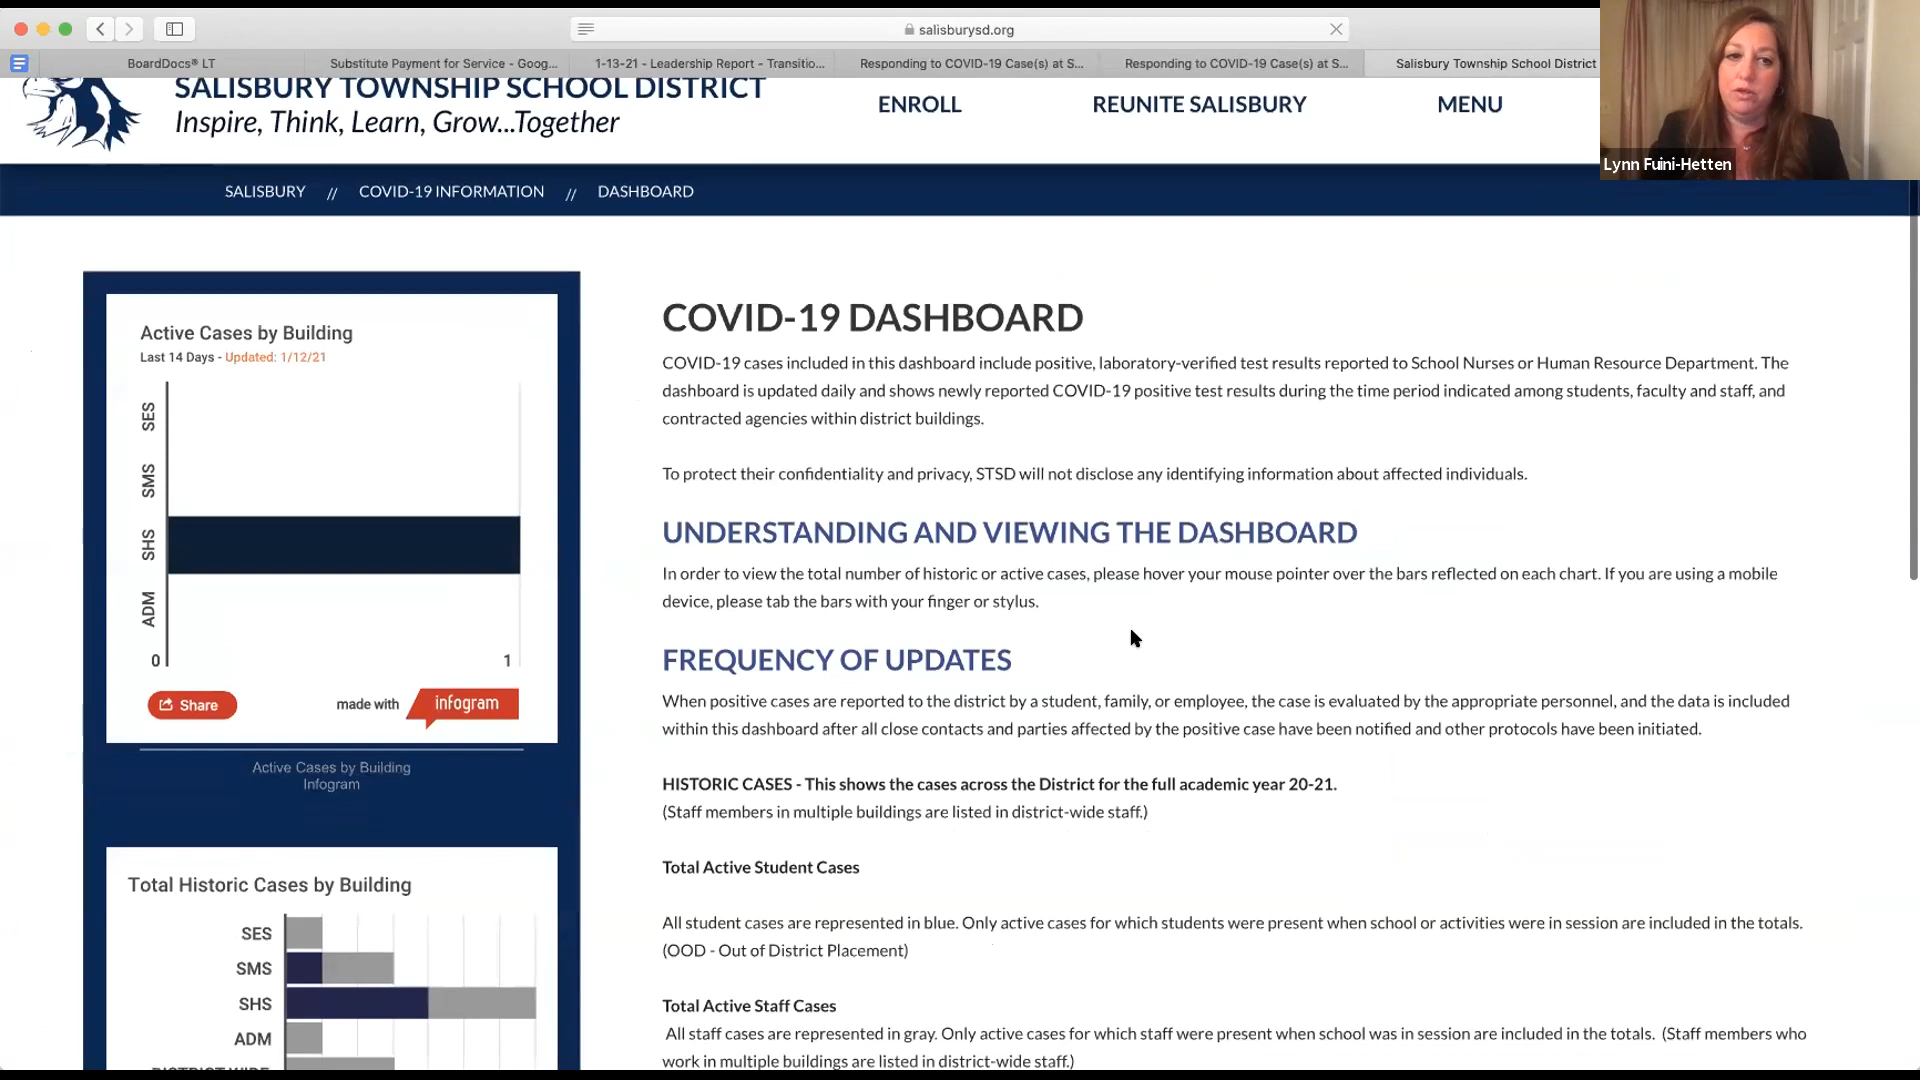 salisburysd.org
BoardDocs® LT
Substitute Payment for Service - Goog...
1-13-21 - Leadership Report - Transitio...
Responding to COVID-19 Case(s) at S...
Responding to COVID-19 Case(s) at S...
Salisbury Township School District
SALISBURY TOWNSHIP SCHOOL DISTRICT
Inspire, Think, Learn, Grow...Together
ENROLL
REUNITE SALISBURY
MENU
Lynn Fuini-Hetten
SALISBURY // COVID-19 INFORMATION // DASHBOARD
Active Cases by Building
Last 14 Days - Updated: 1/12/21
SES
SMS
SHS
ADM
0 1
Share
made with infogram
Active Cases by Building
Infogram
Total Historic Cases by Building
SES
SMS
SHS
ADM
DISTRICT WIDE
COVID-19 DASHBOARD
COVID-19 cases included in this dashboard include positive, laboratory-verified test results reported to School Nurses or Human Resource Department. The
dashboard is updated daily and shows newly reported COVID-19 positive test results during the time period indicated among students, faculty and staff, and
contracted agencies within district buildings.
To protect their confidentiality and privacy, STSD will not disclose any identifying information about affected individuals.
UNDERSTANDING AND VIEWING THE DASHBOARD
In order to view the total number of historic or active cases, please hover your mouse pointer over the bars reflected on each chart. If you are using a mobile
device, please tab the bars with your finger or stylus.
FREQUENCY OF UPDATES
When positive cases are reported to the district by a student, family, or employee, the case is evaluated by the appropriate personnel, and the data is included
within this dashboard after all close contacts and parties affected by the positive case have been notified and other protocols have been initiated.
HISTORIC CASES - This shows the cases across the District for the full academic year 20-21.
(Staff members in multiple buildings are listed in district-wide staff.)
Total Active Student Cases
All student cases are represented in blue. Only active cases for which students were present when school or activities were in session are included in the totals.
(OOD - Out of District Placement)
Total Active Staff Cases
All staff cases are represented in gray. Only active cases for which staff were present when school was in session are included in the totals. (Staff members who
work in multiple buildings are listed in district-wide staff.)